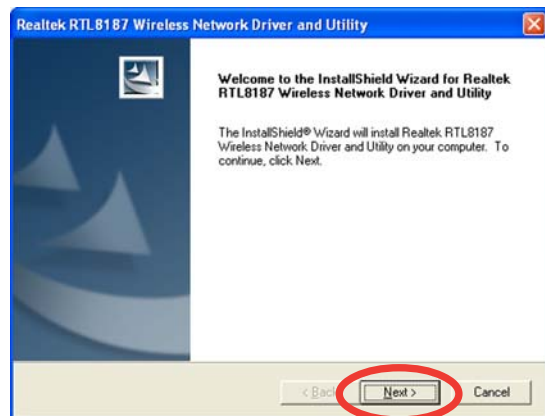 Realtek RTL8187 Wireless Network Driver and Utility
Welcome to the InstallShield Wizard for Realtek
RTL8187 Wireless Network Driver and Utility
The InstallShield® Wizard will install Realtek RTL8187
Wireless Network Driver and Utility on your computer. To
continue, click Next.
< Back Next > Cancel